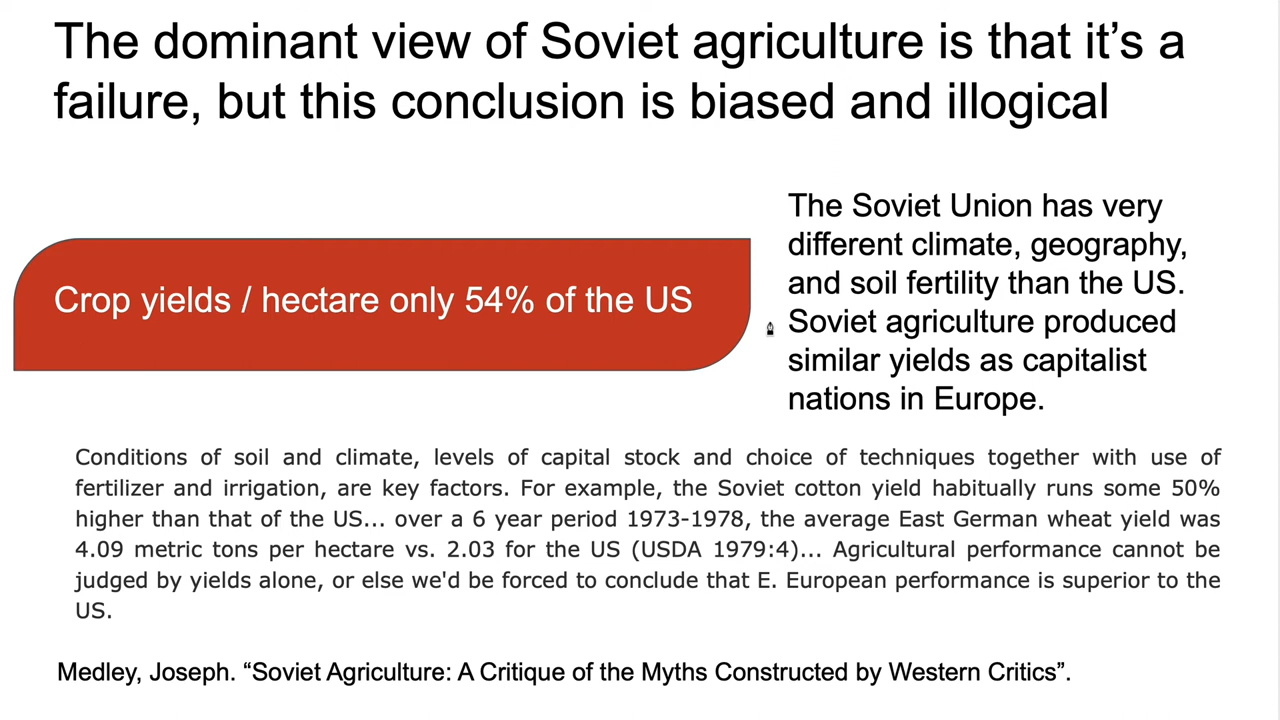 The dominant view of Soviet agriculture is that it’s a
failure, but this conclusion is biased and illogical
Crop yields / hectare only 54% of the US
The Soviet Union has very
different climate, geography,
and soil fertility than the US.
Soviet agriculture produced
similar yields as capitalist
nations in Europe.
Conditions of soil and climate, levels of capital stock and choice of techniques together with use of
fertilizer and irrigation, are key factors. For example, the Soviet cotton yield habitually runs some 50%
higher than that of the US... over a 6 year period 1973-1978, the average East German wheat yield was
4.09 metric tons per hectare vs. 2.03 for the US (USDA 1979:4)... Agricultural performance cannot be
judged by yields alone, or else we'd be forced to conclude that E. European performance is superior to the
US.
Medley, Joseph. “Soviet Agriculture: A Critique of the Myths Constructed by Western Critics”.